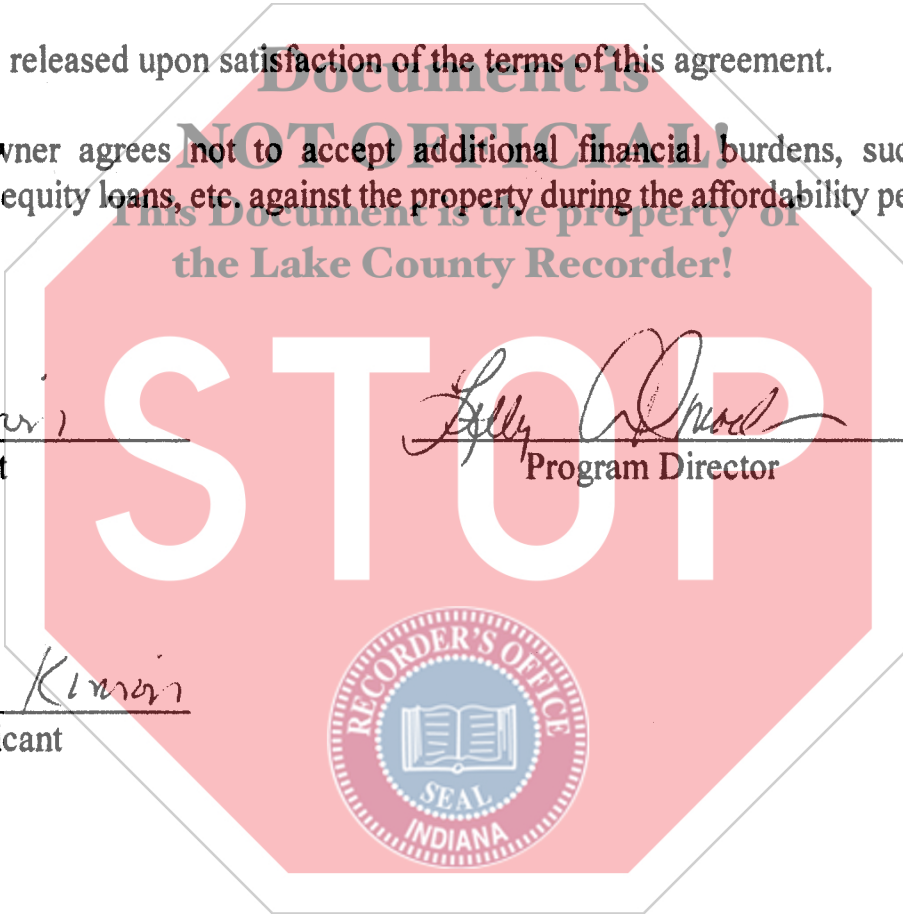 released upon satisfaction of the terms of this agreement.
Document is
wner agrees not to accept additional financial burdens, suc
NOT OFFICIAL!
equity loans, etc. against the property during the affordability pe
This Document is the property of
the Lake County Recorder!
STOP
t
Program Director
RECORDER'S OFFICE
Kinion
icant
SEAL
INDIANA